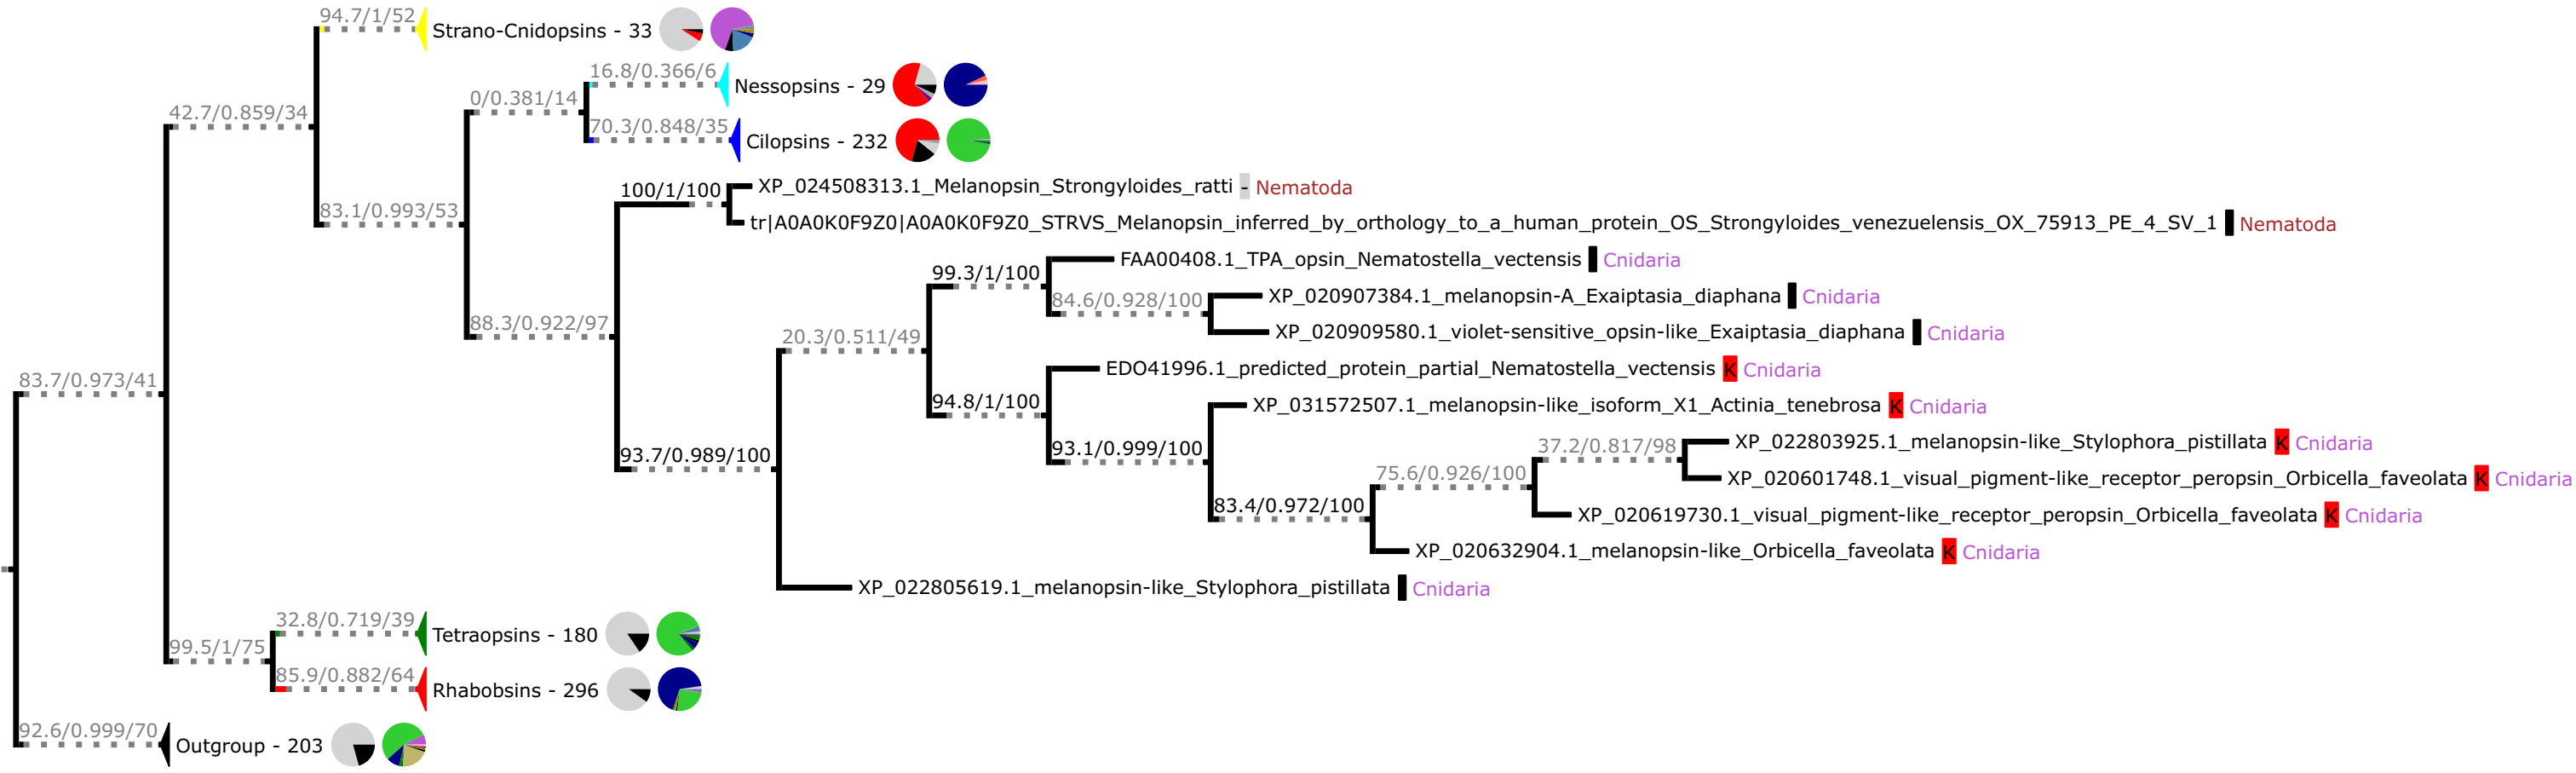 94.7/1/52
Strano-Cnidopsins - 33
16.8/0.366/6
Nessopsins - 29
0/0.381/14
42.7/0.859/34
70.3/0.848/35
Cilopsins - 232
100/1/100
XP_024508313.1_Melanopsin_Strongyloides_ratti - Nematoda
83.1/0.993/53
tr|A0A0K0F9Z0|A0A0K0F9Z0_STRVS_Melanopsin_inferred_by_orthology_to_a_human_protein_OS_Strongyloides_venezuelensis_OX_75913_PE_4_SV_1 Nematoda
FAA00408.1_TPA_opsin_Nematostella_vectensis Cnidaria
99.3/1/100
84.6/0.928/100
XP_020907384.1_melanopsin-A_Exaiptasia_diaphana Cnidaria
88.3/0.922/97
XP_020909580.1_violet-sensitive_opsin-like_Exaiptasia_diaphana Cnidaria
20.3/0.511/49
EDO41996.1_predicted_protein_partial_Nematostella_vectensis K Cnidaria
83.7/0.973/41
94.8/1/100
XP_031572507.1_melanopsin-like_isoform_X1_Actinia_tenebrosa K Cnidaria
37.2/0.817/98
XP_022803925.1_melanopsin-like_Stylophora_pistillata K Cnidaria
93.7/0.989/100
93.1/0.999/100
75.6/0.926/100
XP_020601748.1_visual_pigment-like_receptor_peropsin_Orbicella_faveolata K Cnidaria
83.4/0.972/100
XP_020619730.1_visual_pigment-like_receptor_peropsin_Orbicella_faveolata K Cnidaria
XP_020632904.1_melanopsin-like_Orbicella_faveolata K Cnidaria
XP_022805619.1_melanopsin-like_Stylophora_pistillata Cnidaria
32.8/0.719/39
Tetraopsins - 180
99.5/1/75
85.9/0.882/64
Rhabobsins - 296
92.6/0.999/70
Outgroup - 203